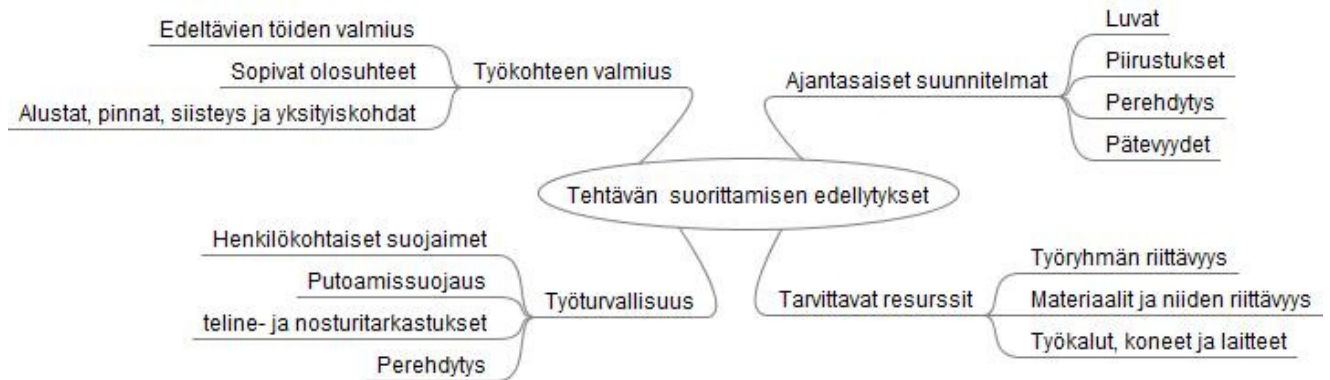 Edeltävien töiden valmius
Sopivat olosuhteet
Alustat, pinnat, siisteys ja yksityiskohdat
Työkohteen valmius
Ajantasaiset suunnitelmat
Luvat
Piirustukset
Perehdytys
Pätevyydet
Tehtävän suorittamisen edellytykset
Henkilökohtaiset suojaimet
Putoamissuojaus
teline- ja nosturitarkastukset
Perehdytys
Työturvallisuus
Tarvittavat resurssit
Työryhmän riittävyys
Materiaalit ja niiden riittävyys
Työkalut, koneet ja laitteet